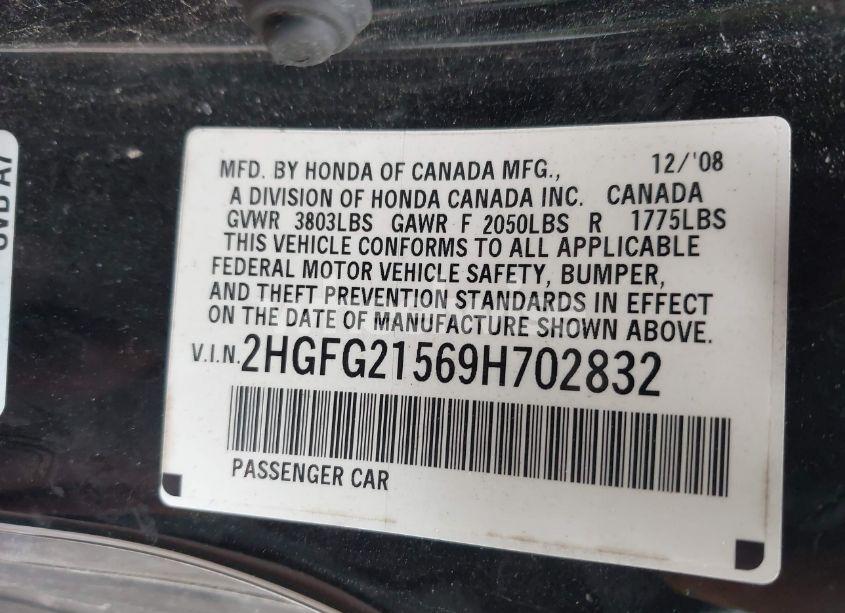 MFD. BY HONDA OF CANADA MFG., 12/'08
A DIVISION OF HONDA CANADA INC. CANADA
GVWR 3803LBS GAWR F 2050LBS R 1775LBS
THIS VEHICLE CONFORMS TO ALL APPLICABLE
FEDERAL MOTOR VEHICLE SAFETY, BUMPER,
AND THEFT PREVENTION STANDARDS IN EFFECT
ON THE DATE OF MANUFACTURE SHOWN ABOVE.
V.I.N. 2HGFG21569H702832
PASSENGER CAR